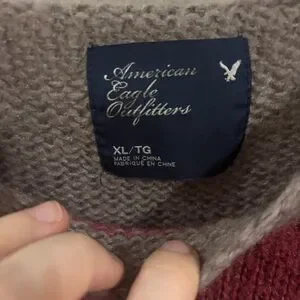 American
Eagle
Outfitters
XL/TG
MADE IN CHINA
FABRIQUÉ EN CHINE